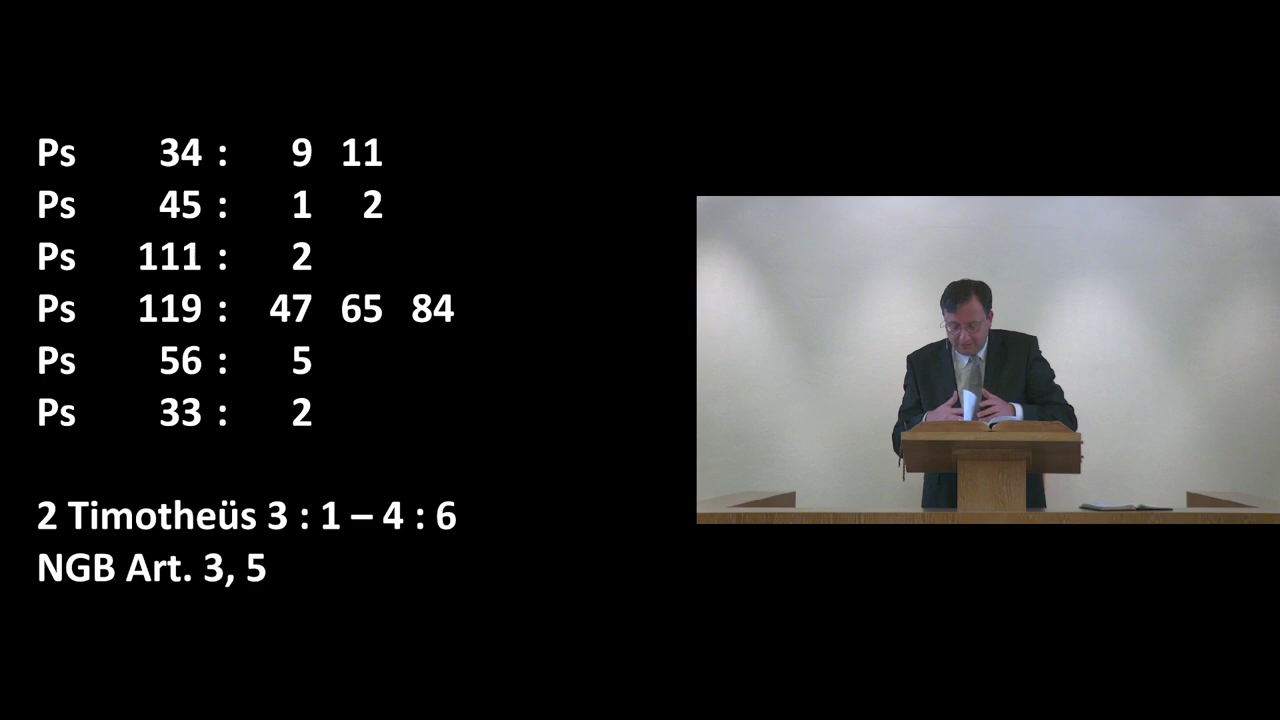 Ps 34 : 9 11
Ps 45 : 1 2
Ps 111 : 2
Ps 119 : 47 65 84
Ps 56 : 5
Ps 33 : 2
2 Timotheüs 3 : 1 – 4 : 6
NGB Art. 3, 5